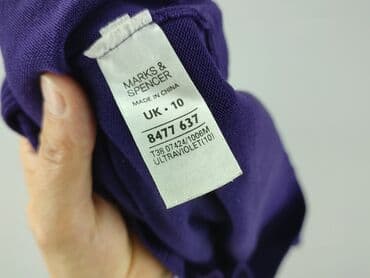 MARKS &
SPENCER
MADE IN CHINA
UK · 10
8477 637
T38 07424/1006M
ULTRAVIOLET(10)